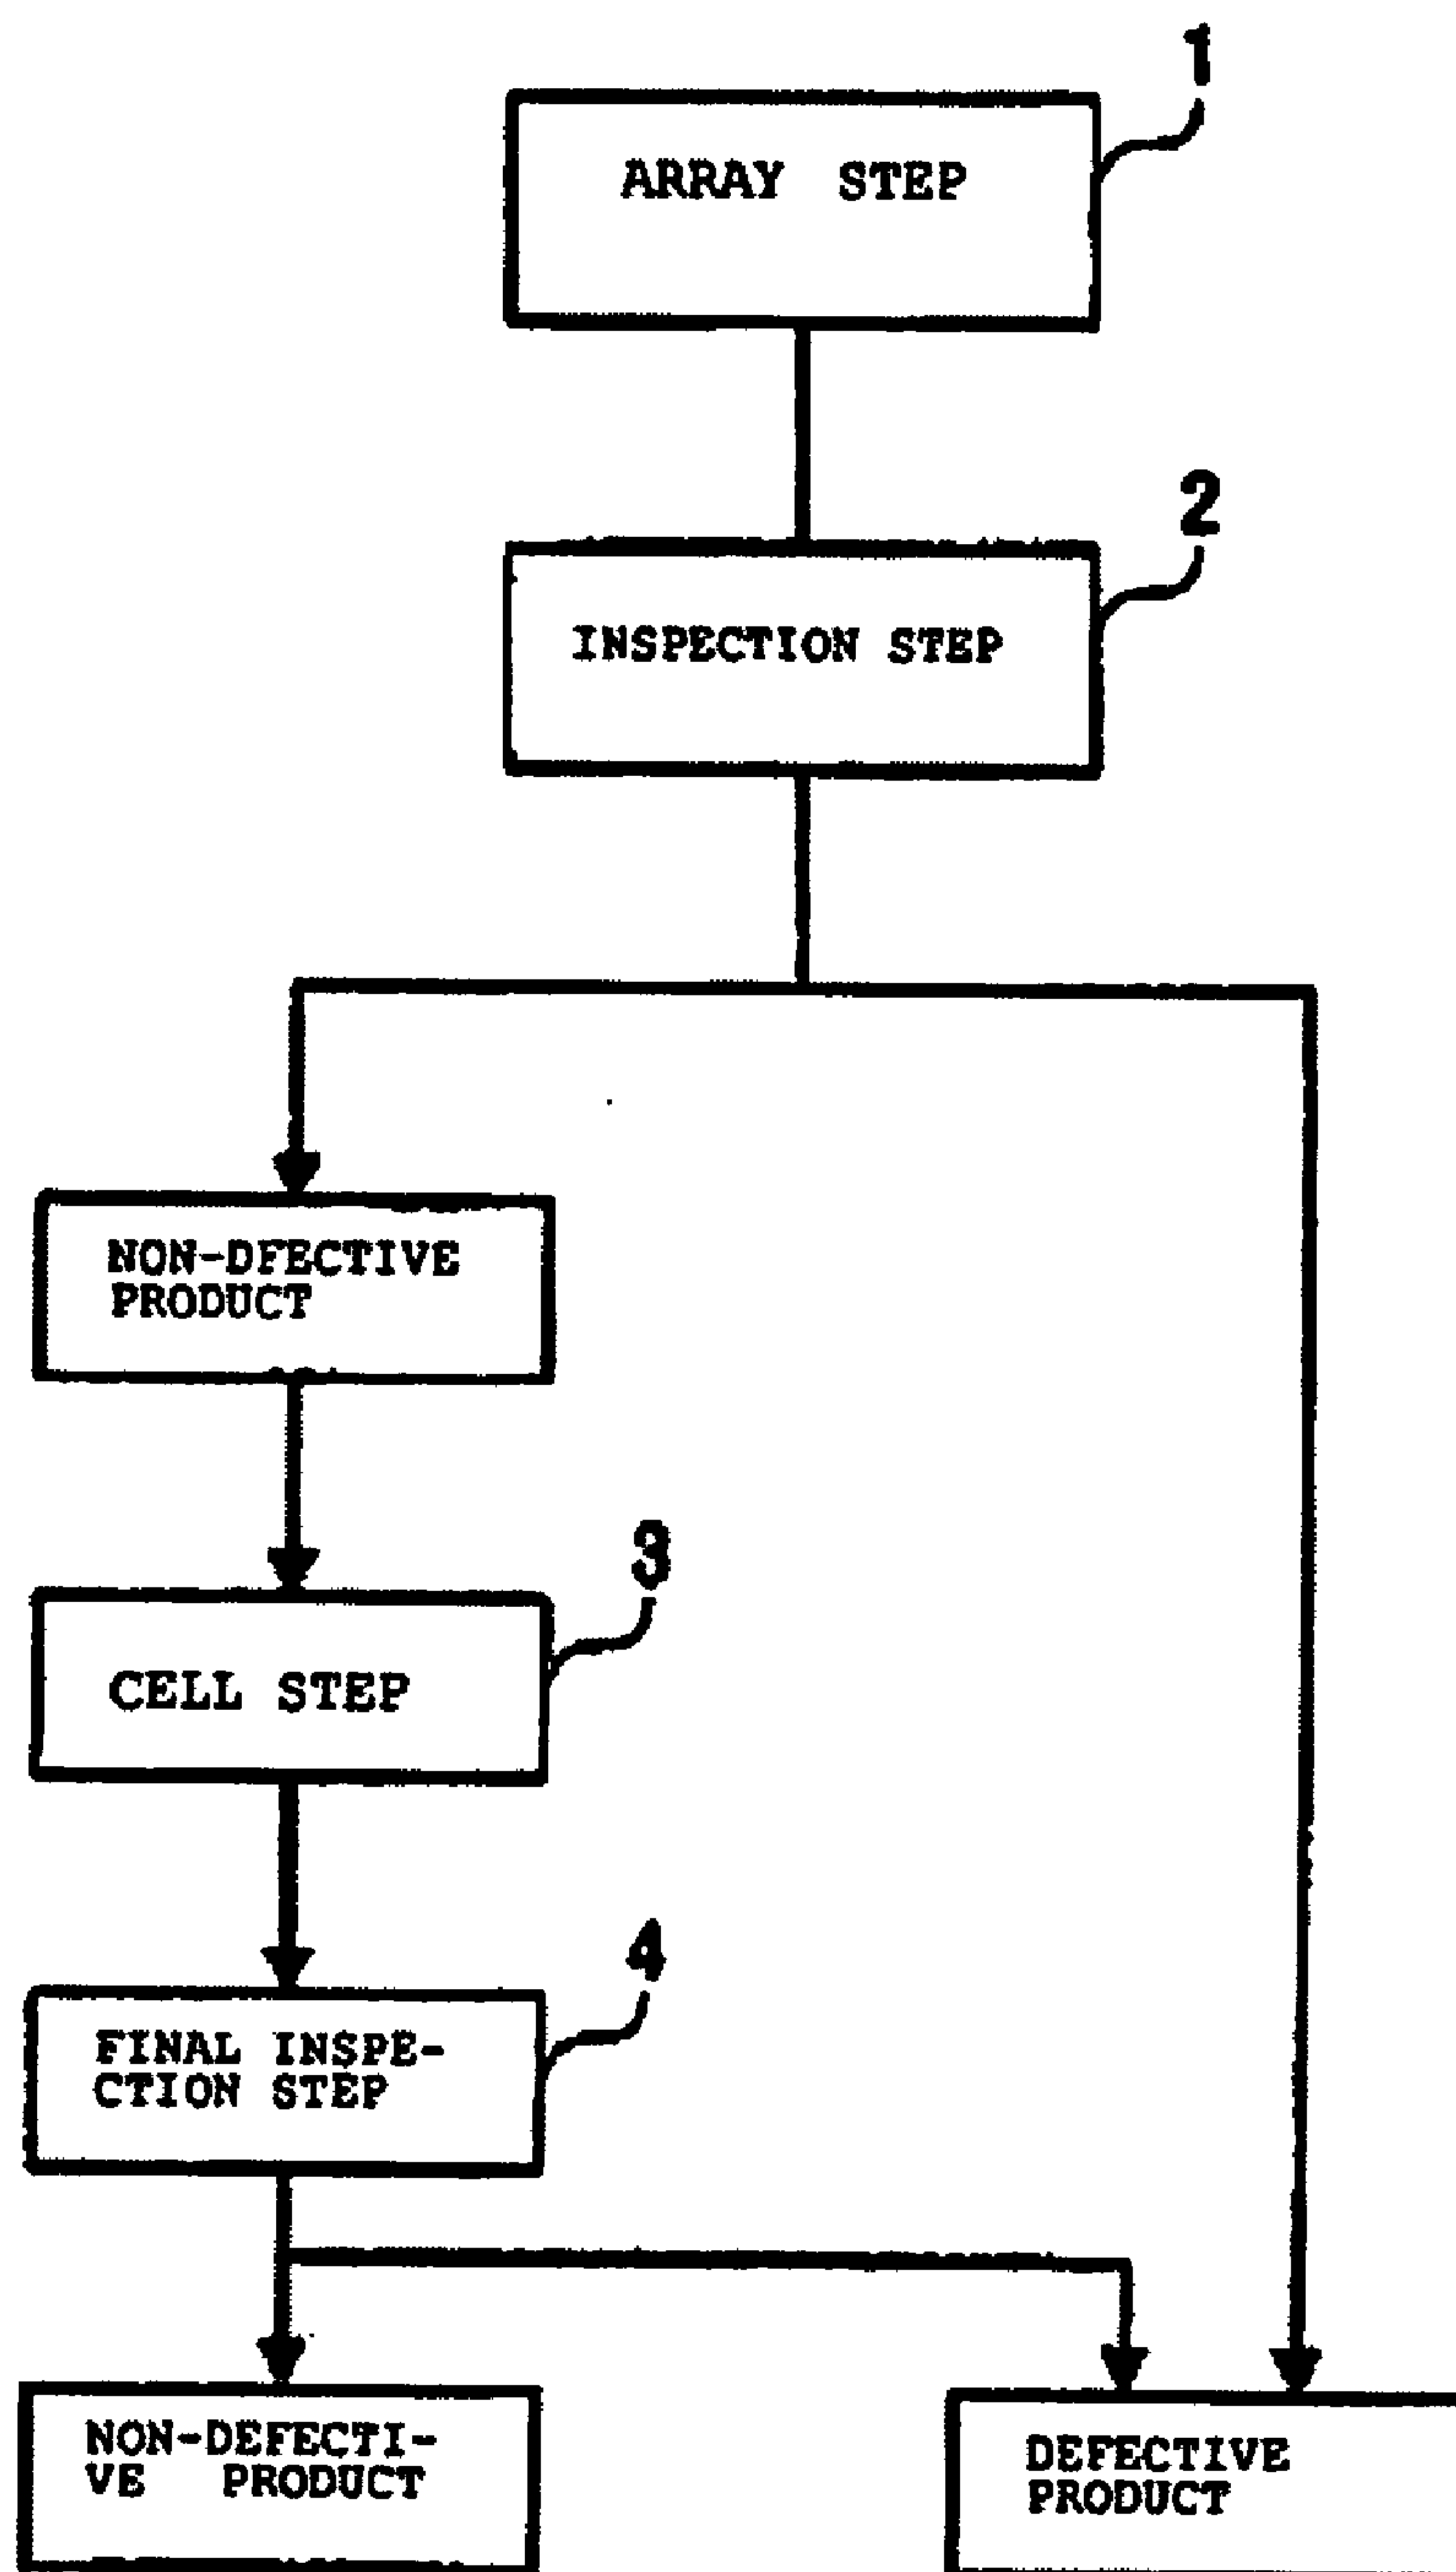 1
ARRAY STEP
2
INSPECTION STEP
NON-DFECTIVE
PRODUCT
3
CELL STEP
4
FINAL INSPE-
CTION STEP
NON-DEFECTI-
VE PRODUCT
DEFECTIVE
PRODUCT